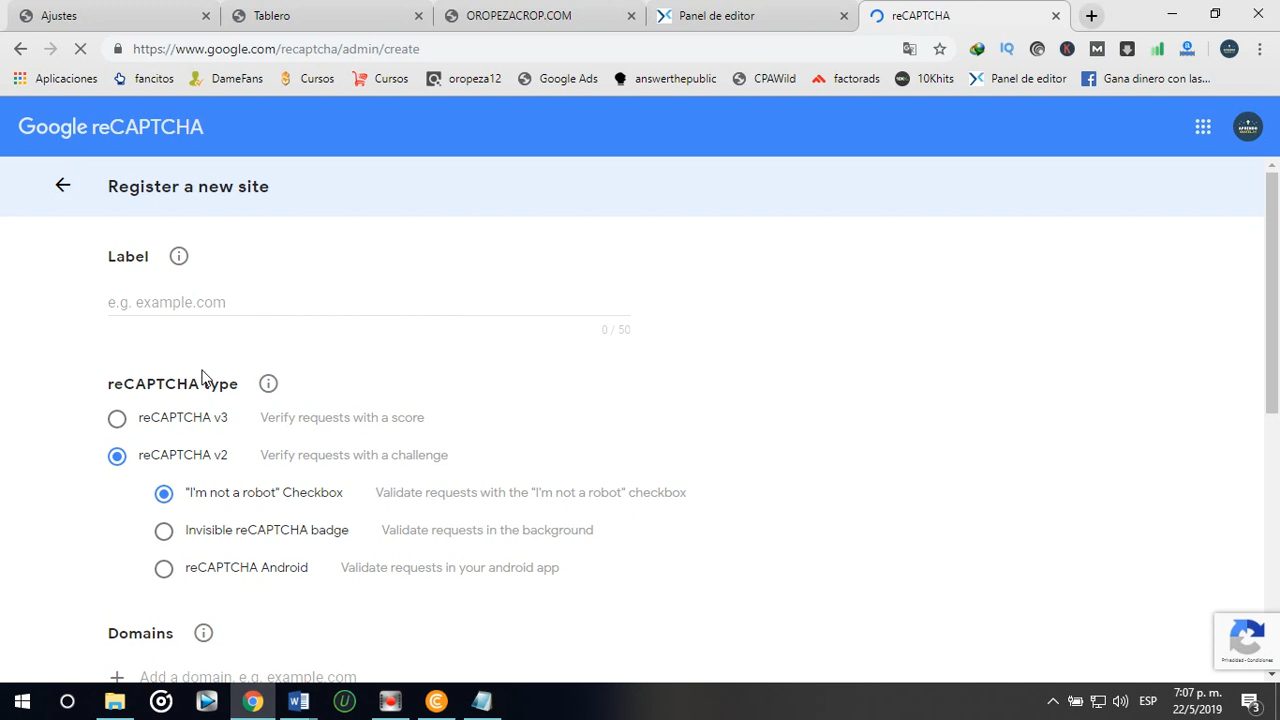 Ajustes
Tablero
OROPEZACROP.COM
Panel de editor
reCAPTCHA
https://www.google.com/recaptcha/admin/create
Aplicaciones
fancitos
DameFans
Cursos
Cursos
oropeza12
Google Ads
answerthepublic
CPAWild
factorads
10Khits
Panel de editor
Gana dinero con las...
Google reCAPTCHA
Register a new site
Label
e.g. example.com
0 / 50
reCAPTCHA type
reCAPTCHA v3 Verify requests with a score
reCAPTCHA v2 Verify requests with a challenge
"I'm not a robot" Checkbox Validate requests with the "I'm not a robot" checkbox
Invisible reCAPTCHA badge Validate requests in the background
reCAPTCHA Android Validate requests in your android app
Domains
Add a domain, e.g. example.com
Privacidad - Condiciones
ESP
7:07 p. m.
22/5/2019
3